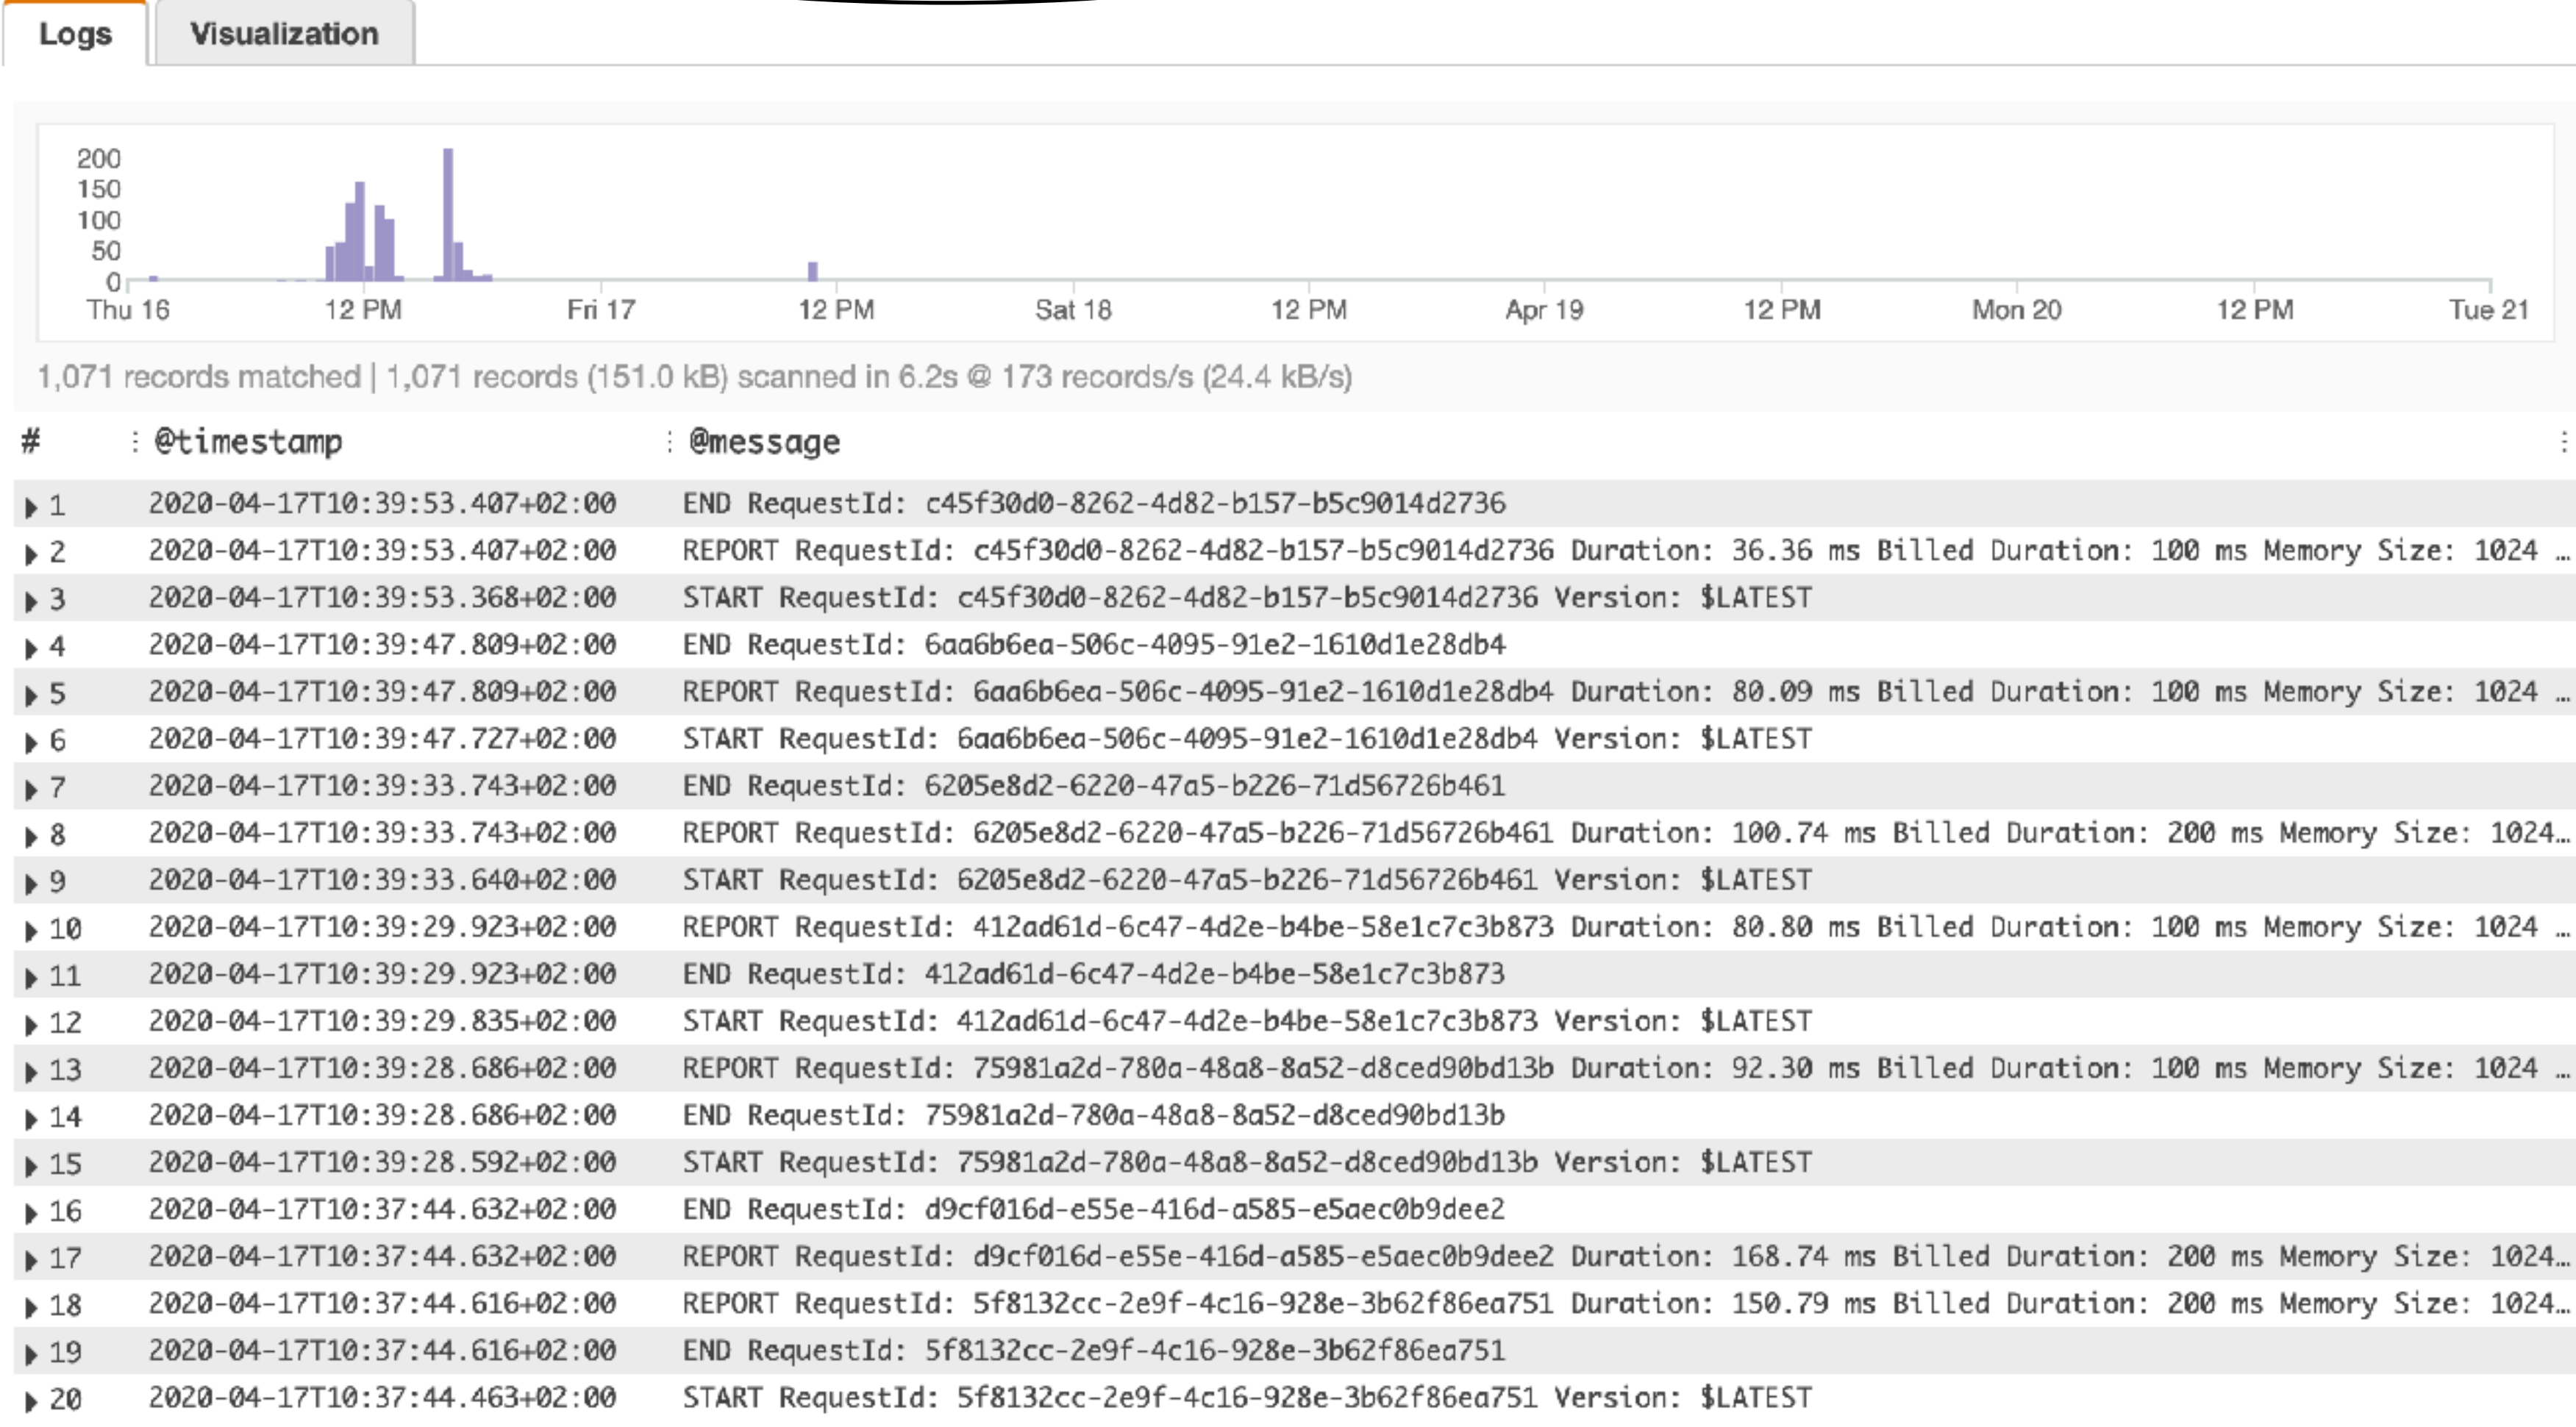 Logs Visualization
200
150
100
50
0
Thu 16 12 PM Fri 17 12 PM Sat 18 12 PM Apr 19 12 PM Mon 20 12 PM Tue 21
1,071 records matched | 1,071 records (151.0 kB) scanned in 6.2s @ 173 records/s (24.4 kB/s)
# @timestamp @message
1 2020-04-17T10:39:53.407+02:00 END RequestId: c45f30d0-8262-4d82-b157-b5c9014d2736
2 2020-04-17T10:39:53.407+02:00 REPORT RequestId: c45f30d0-8262-4d82-b157-b5c9014d2736 Duration: 36.36 ms Billed Duration: 100 ms Memory Size: 1024 …
3 2020-04-17T10:39:53.368+02:00 START RequestId: c45f30d0-8262-4d82-b157-b5c9014d2736 Version: $LATEST
4 2020-04-17T10:39:47.809+02:00 END RequestId: 6aa6b6ea-506c-4095-91e2-1610d1e28db4
5 2020-04-17T10:39:47.809+02:00 REPORT RequestId: 6aa6b6ea-506c-4095-91e2-1610d1e28db4 Duration: 80.09 ms Billed Duration: 100 ms Memory Size: 1024 …
6 2020-04-17T10:39:47.727+02:00 START RequestId: 6aa6b6ea-506c-4095-91e2-1610d1e28db4 Version: $LATEST
7 2020-04-17T10:39:33.743+02:00 END RequestId: 6205e8d2-6220-47a5-b226-71d56726b461
8 2020-04-17T10:39:33.743+02:00 REPORT RequestId: 6205e8d2-6220-47a5-b226-71d56726b461 Duration: 100.74 ms Billed Duration: 200 ms Memory Size: 1024…
9 2020-04-17T10:39:33.640+02:00 START RequestId: 6205e8d2-6220-47a5-b226-71d56726b461 Version: $LATEST
10 2020-04-17T10:39:29.923+02:00 REPORT RequestId: 412ad61d-6c47-4d2e-b4be-58e1c7c3b873 Duration: 80.80 ms Billed Duration: 100 ms Memory Size: 1024 …
11 2020-04-17T10:39:29.923+02:00 END RequestId: 412ad61d-6c47-4d2e-b4be-58e1c7c3b873
12 2020-04-17T10:39:29.835+02:00 START RequestId: 412ad61d-6c47-4d2e-b4be-58e1c7c3b873 Version: $LATEST
13 2020-04-17T10:39:28.686+02:00 REPORT RequestId: 75981a2d-780a-48a8-8a52-d8ced90bd13b Duration: 92.30 ms Billed Duration: 100 ms Memory Size: 1024 …
14 2020-04-17T10:39:28.686+02:00 END RequestId: 75981a2d-780a-48a8-8a52-d8ced90bd13b
15 2020-04-17T10:39:28.592+02:00 START RequestId: 75981a2d-780a-48a8-8a52-d8ced90bd13b Version: $LATEST
16 2020-04-17T10:37:44.632+02:00 END RequestId: d9cf016d-e55e-416d-a585-e5aec0b9dee2
17 2020-04-17T10:37:44.632+02:00 REPORT RequestId: d9cf016d-e55e-416d-a585-e5aec0b9dee2 Duration: 168.74 ms Billed Duration: 200 ms Memory Size: 1024…
18 2020-04-17T10:37:44.616+02:00 REPORT RequestId: 5f8132cc-2e9f-4c16-928e-3b62f86ea751 Duration: 150.79 ms Billed Duration: 200 ms Memory Size: 1024…
19 2020-04-17T10:37:44.616+02:00 END RequestId: 5f8132cc-2e9f-4c16-928e-3b62f86ea751
20 2020-04-17T10:37:44.463+02:00 START RequestId: 5f8132cc-2e9f-4c16-928e-3b62f86ea751 Version: $LATEST